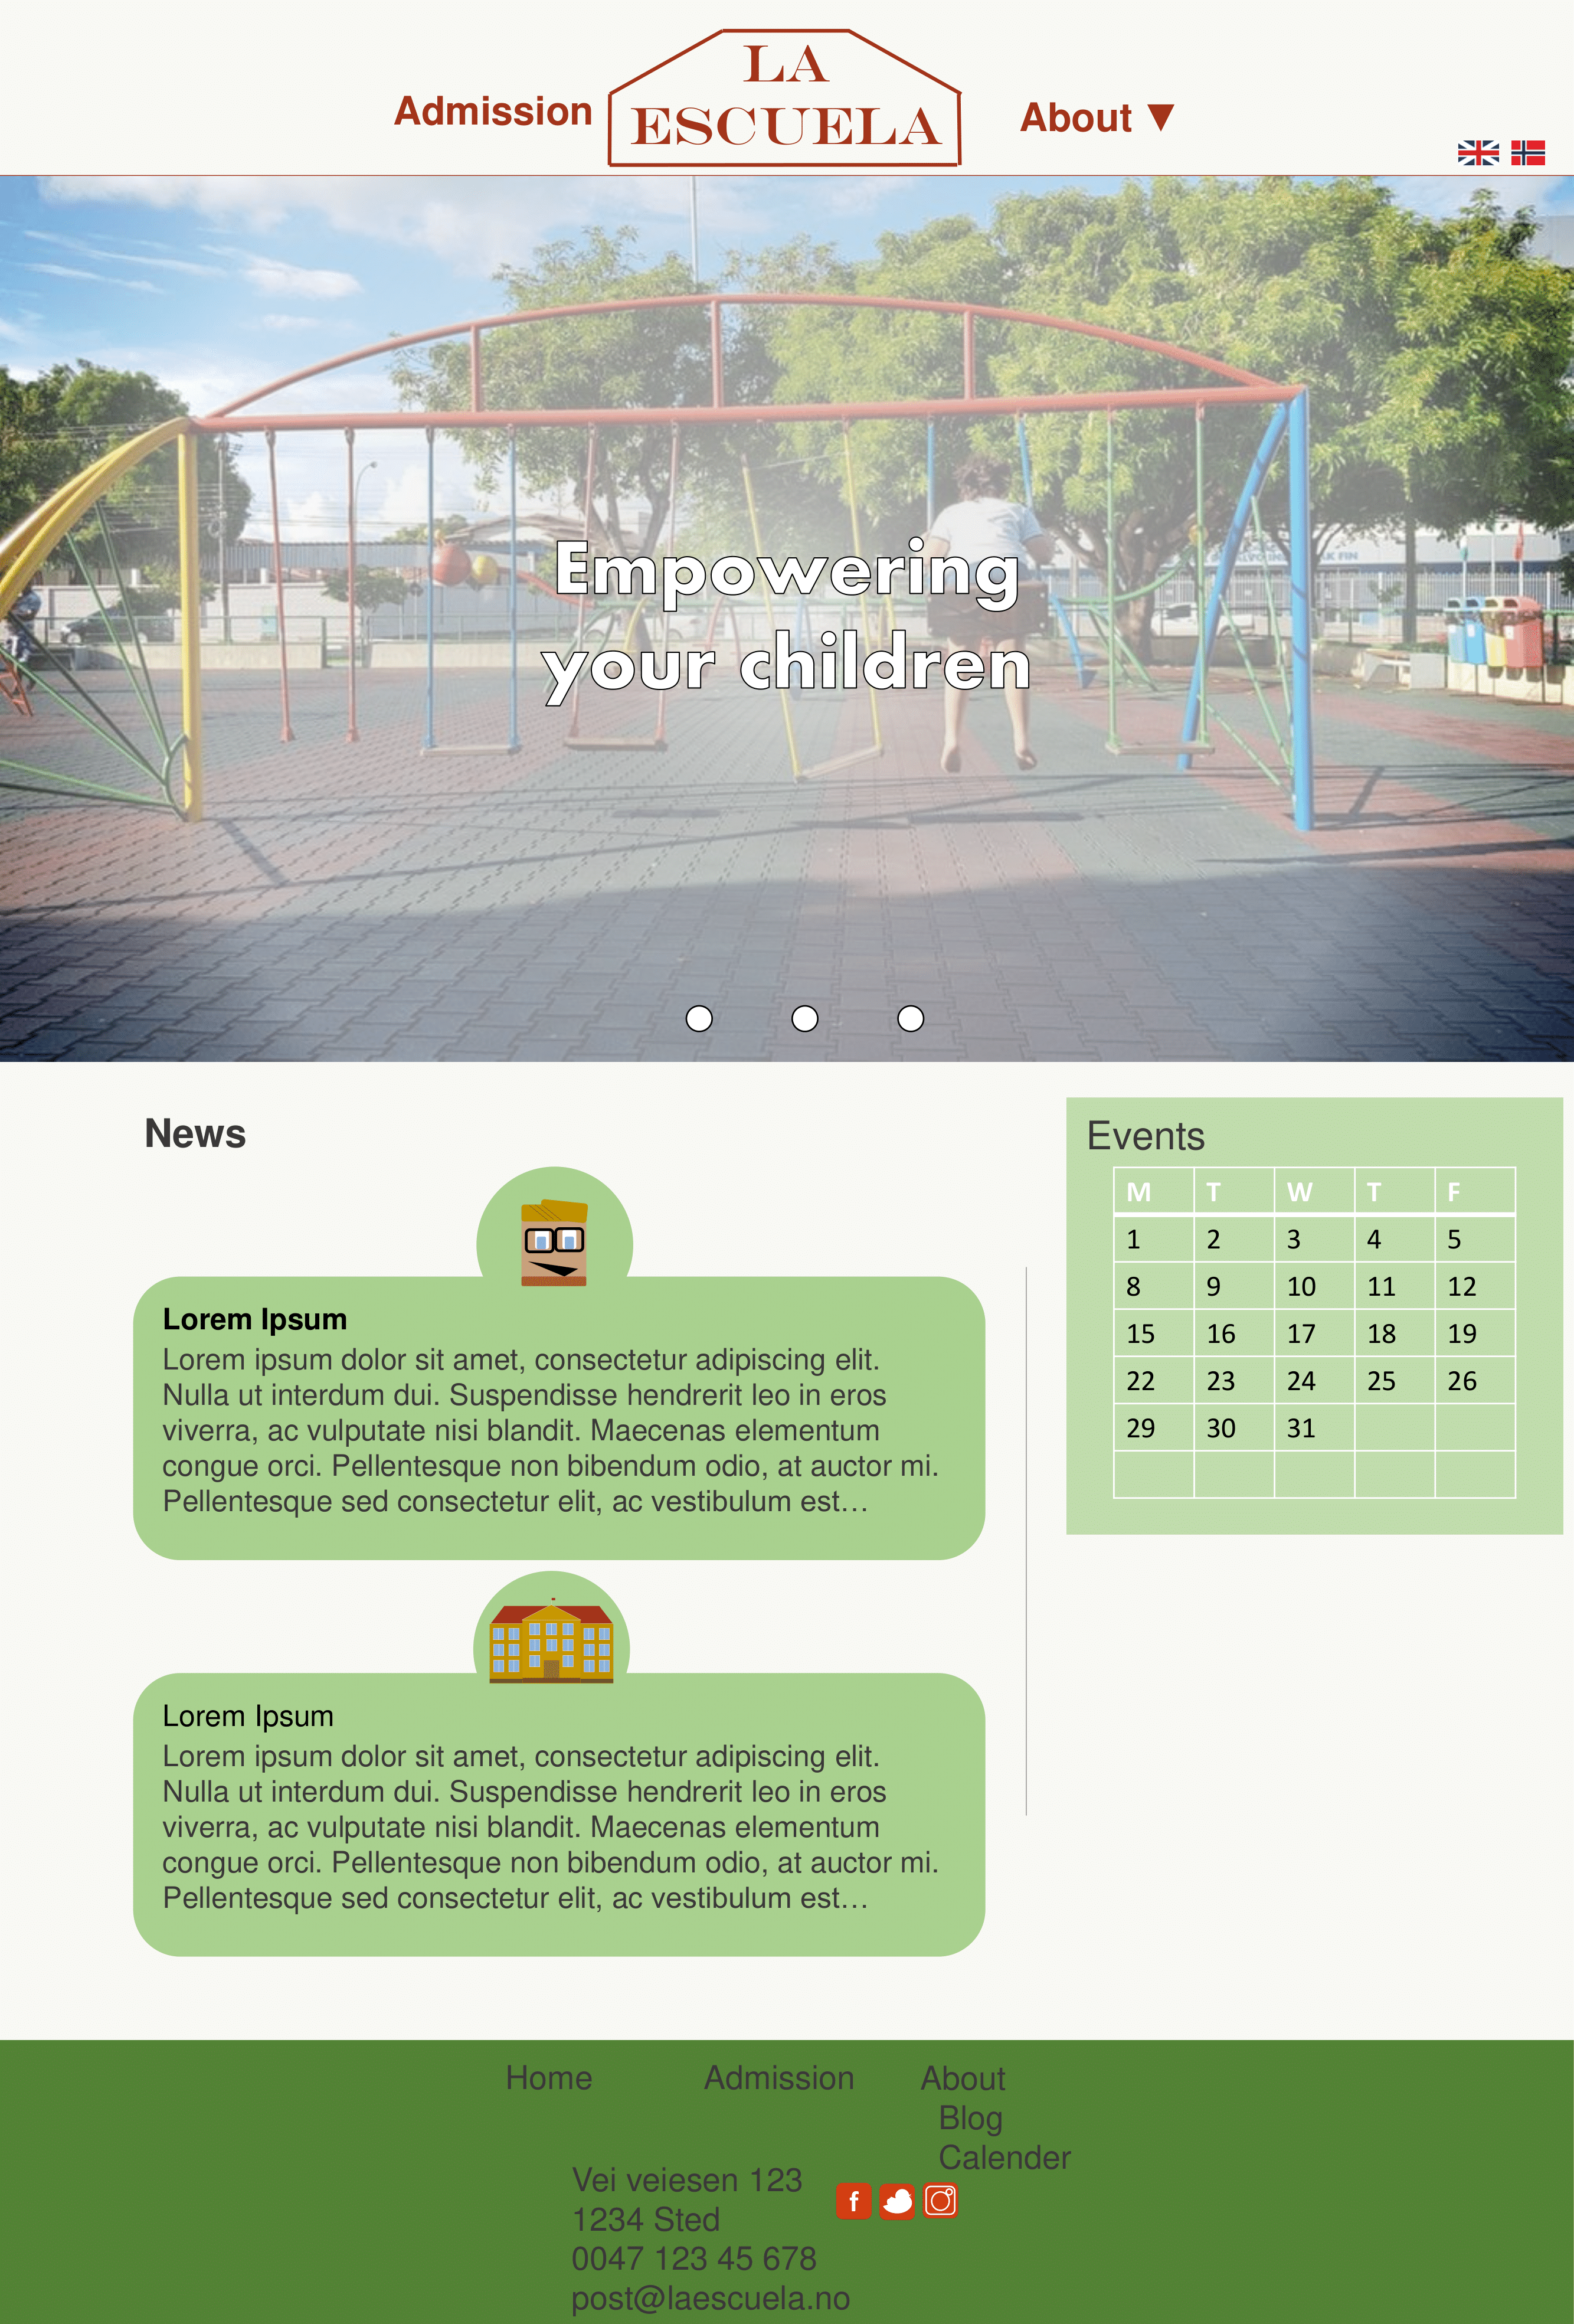 LA
ESCUELA
Admission
About ▼
Empowering
your children
News
Lorem Ipsum
Lorem ipsum dolor sit amet, consectetur adipiscing elit.
Nulla ut interdum dui. Suspendisse hendrerit leo in eros
viverra, ac vulputate nisi blandit. Maecenas elementum
congue orci. Pellentesque non bibendum odio, at auctor mi.
Pellentesque sed consectetur elit, ac vestibulum est…
Lorem Ipsum
Lorem ipsum dolor sit amet, consectetur adipiscing elit.
Nulla ut interdum dui. Suspendisse hendrerit leo in eros
viverra, ac vulputate nisi blandit. Maecenas elementum
congue orci. Pellentesque non bibendum odio, at auctor mi.
Pellentesque sed consectetur elit, ac vestibulum est…
Events
M T W T F
1 2 3 4 5
8 9 10 11 12
15 16 17 18 19
22 23 24 25 26
29 30 31
Home Admission About
Blog
Calender
Vei veiesen 123
1234 Sted
0047 123 45 678
post@laescuela.no
f